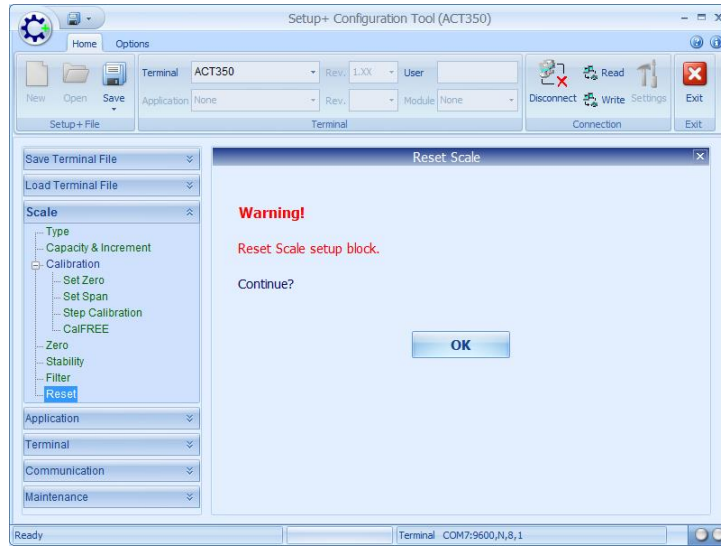 Setup+ Configuration Tool (ACT350)
Home Options
Terminal ACT350 Rev. 1.XX User
Application None Rev. Module None
New Open Save
Disconnect Read Write Settings Exit
Setup+ File Terminal Connection Exit
Save Terminal File
Load Terminal File
Scale
Type
Capacity & Increment
Calibration
Set Zero
Set Span
Step Calibration
CalFREE
Zero
Stability
Filter
Reset
Application
Terminal
Communication
Maintenance
Reset Scale
Warning!
Reset Scale setup block.
Continue?
OK
Ready Terminal COM7:9600,N,8,1